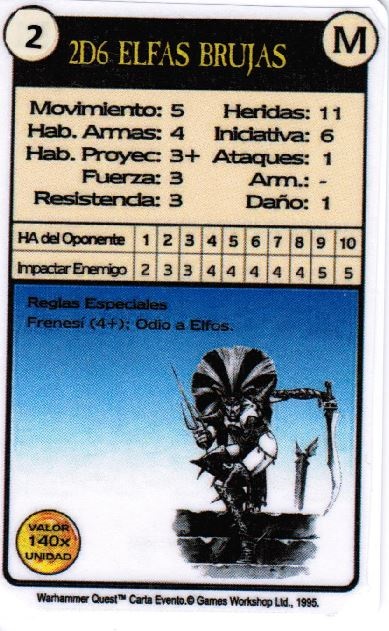 2
M
2D6 ELFAS BRUJAS
Movimiento: 5 Heridas: 11
Hab. Armas: 4 Iniciativa: 6
Hab. Proyec: 3+ Ataques: 1
Fuerza: 3 Arm.: -
Resistencia: 3 Daño: 1
HA del Oponente 1 2 3 4 5 6 7 8 9 10
Impactar Enemigo 2 3 3 4 4 4 4 4 5 5
Reglas Especiales
Frenesí (4+); Odio a Elfos.
VALOR
140x
UNIDAD
Warhammer Quest™ Carta Evento.© Games Workshop Ltd., 1995.